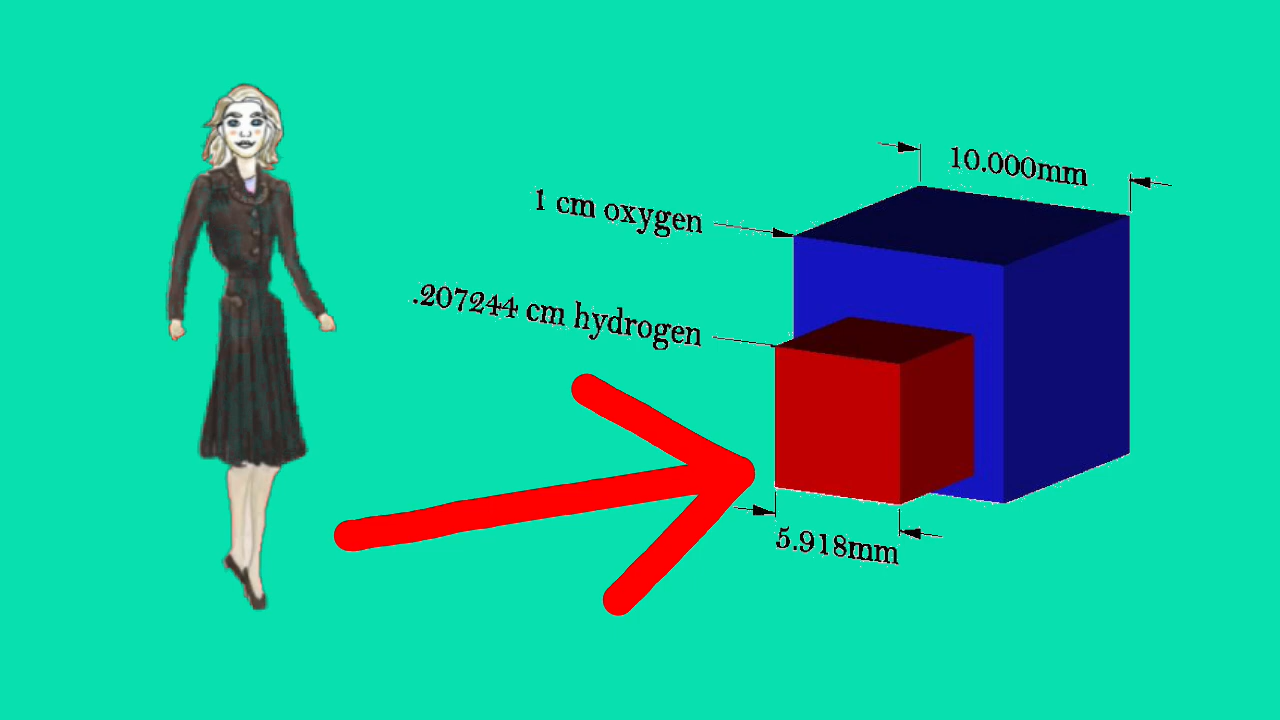 10.000mm
1 cm oxygen
.207244 cm hydrogen
5.918mm